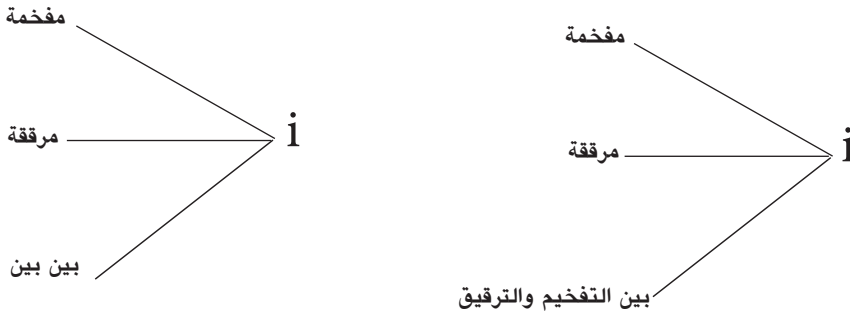 مفخمة
i
مرققة
بين التفخيم والترقيق
مفخمة
i
مرققة
بين بين